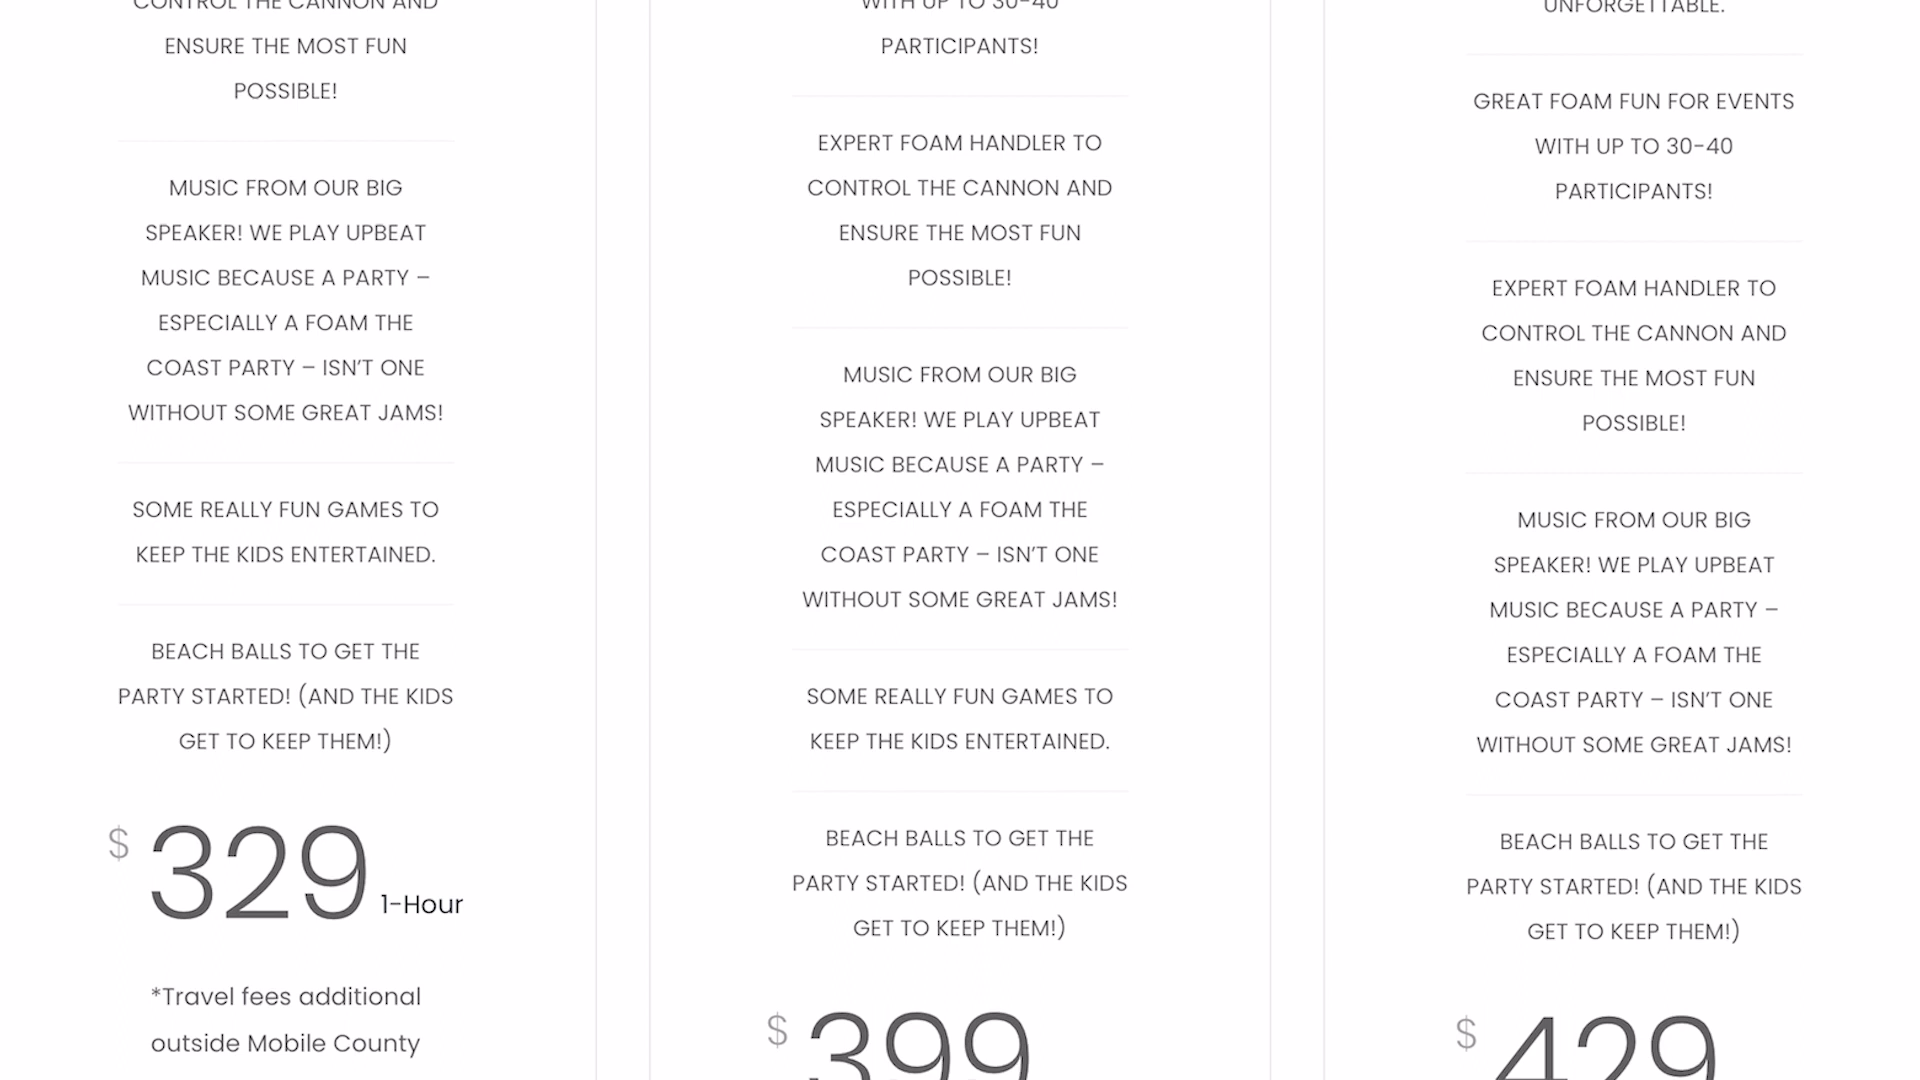 CONTROL THE CANNON AND
ENSURE THE MOST FUN
POSSIBLE!
MUSIC FROM OUR BIG
SPEAKER! WE PLAY UPBEAT
MUSIC BECAUSE A PARTY –
ESPECIALLY A FOAM THE
COAST PARTY – ISN’T ONE
WITHOUT SOME GREAT JAMS!
SOME REALLY FUN GAMES TO
KEEP THE KIDS ENTERTAINED.
BEACH BALLS TO GET THE
PARTY STARTED! (AND THE KIDS
GET TO KEEP THEM!)
$ 329 1-Hour
*Travel fees additional
outside Mobile County
WITH UP TO 30-40
PARTICIPANTS!
EXPERT FOAM HANDLER TO
CONTROL THE CANNON AND
ENSURE THE MOST FUN
POSSIBLE!
MUSIC FROM OUR BIG
SPEAKER! WE PLAY UPBEAT
MUSIC BECAUSE A PARTY –
ESPECIALLY A FOAM THE
COAST PARTY – ISN’T ONE
WITHOUT SOME GREAT JAMS!
SOME REALLY FUN GAMES TO
KEEP THE KIDS ENTERTAINED.
BEACH BALLS TO GET THE
PARTY STARTED! (AND THE KIDS
GET TO KEEP THEM!)
$ 399
UNFORGETTABLE.
GREAT FOAM FUN FOR EVENTS
WITH UP TO 30-40
PARTICIPANTS!
EXPERT FOAM HANDLER TO
CONTROL THE CANNON AND
ENSURE THE MOST FUN
POSSIBLE!
MUSIC FROM OUR BIG
SPEAKER! WE PLAY UPBEAT
MUSIC BECAUSE A PARTY –
ESPECIALLY A FOAM THE
COAST PARTY – ISN’T ONE
WITHOUT SOME GREAT JAMS!
BEACH BALLS TO GET THE
PARTY STARTED! (AND THE KIDS
GET TO KEEP THEM!)
$ 429